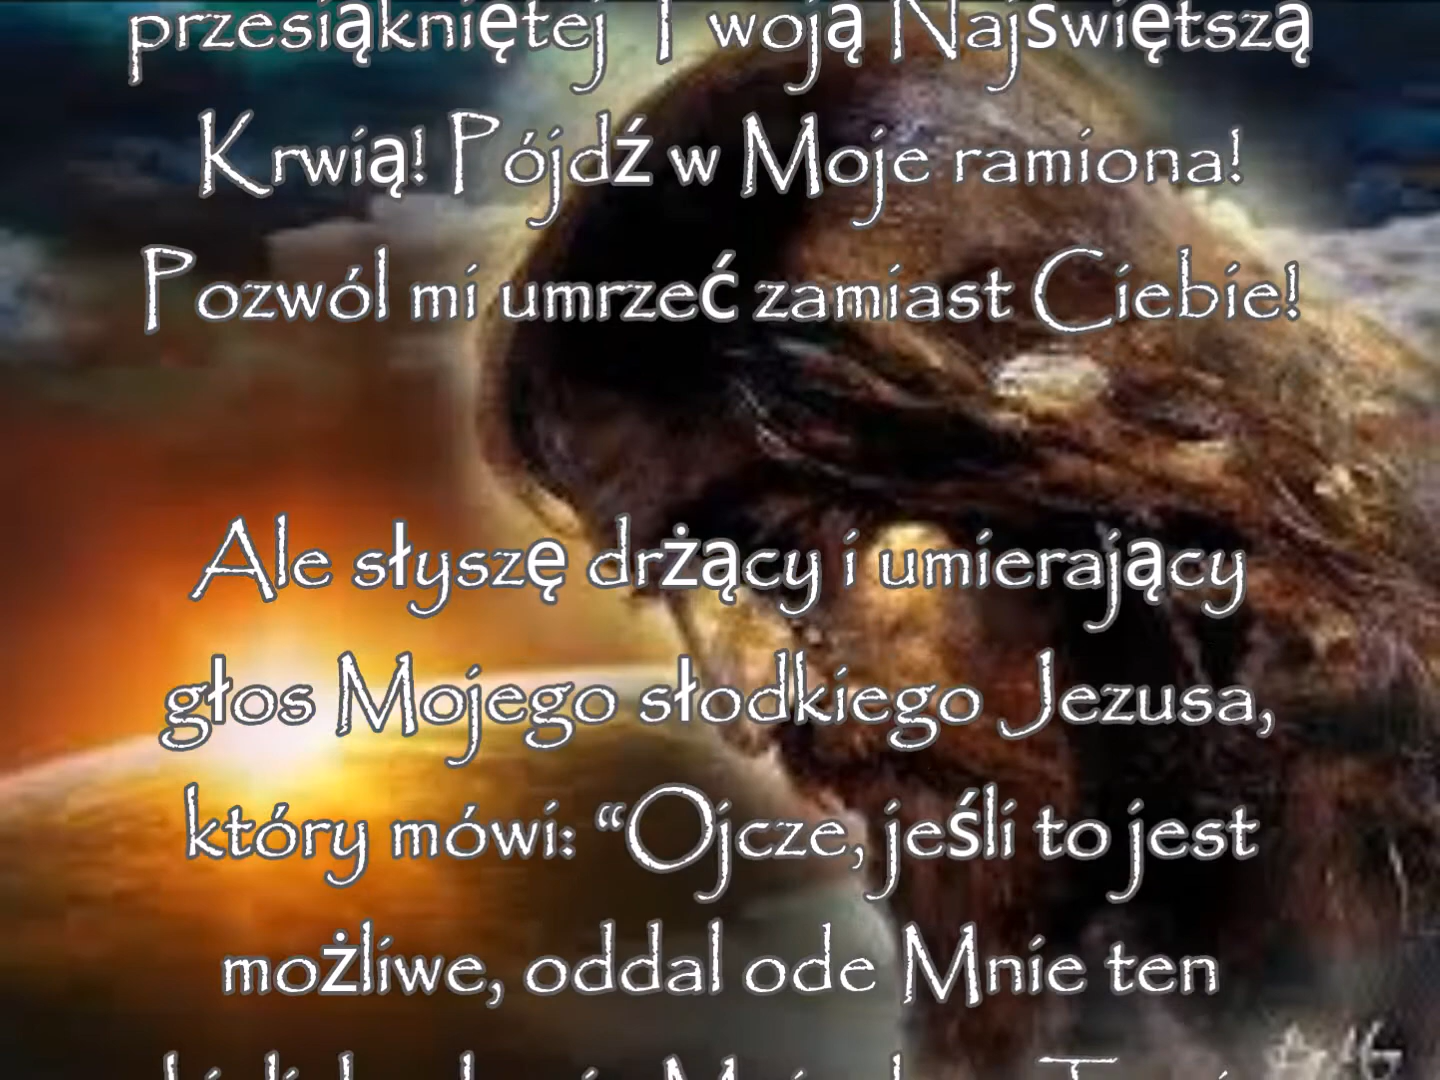 przesiąkniętej Twoją Najświętszą
Krwią! Pójdź w Moje ramiona!
Pozwól mi umrzeć zamiast Ciebie!
Ale słyszę drżący i umierający
głos Mojego słodkiego Jezusa,
który mówi: “Ojcze, jeśli to jest
możliwe, oddal ode Mnie ten